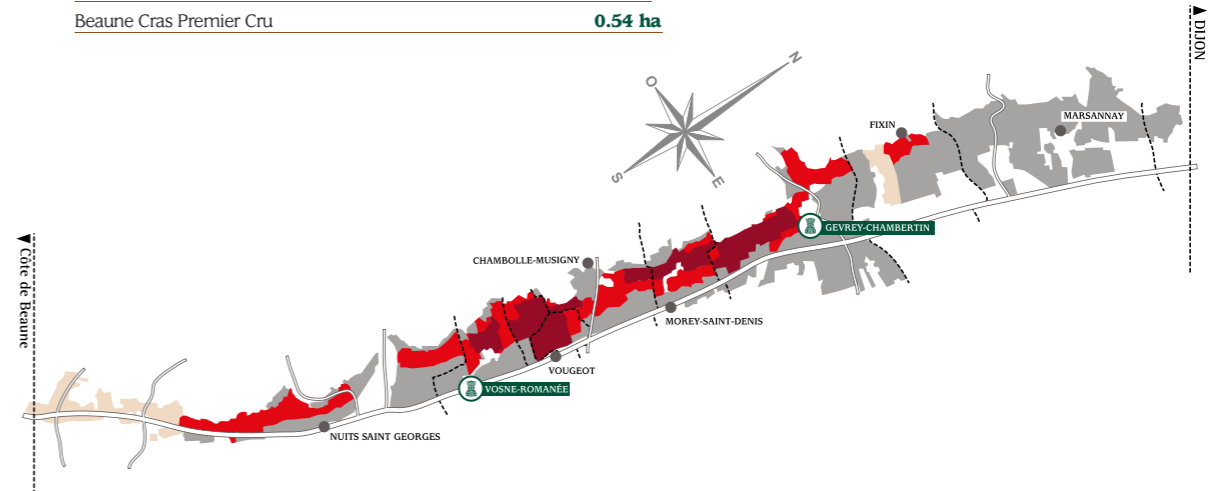 Beaune Cras Premier Cru 0.54 ha
DIJON
N
O
S
E
MARSANNAY
FIXIN
GEVREY-CHAMBERTIN
CHAMBOLLE-MUSIGNY
MOREY-SAINT-DENIS
VOUGEOT
VOSNE-ROMANÉE
Côte de Beaune
NUITS SAINT GEORGES